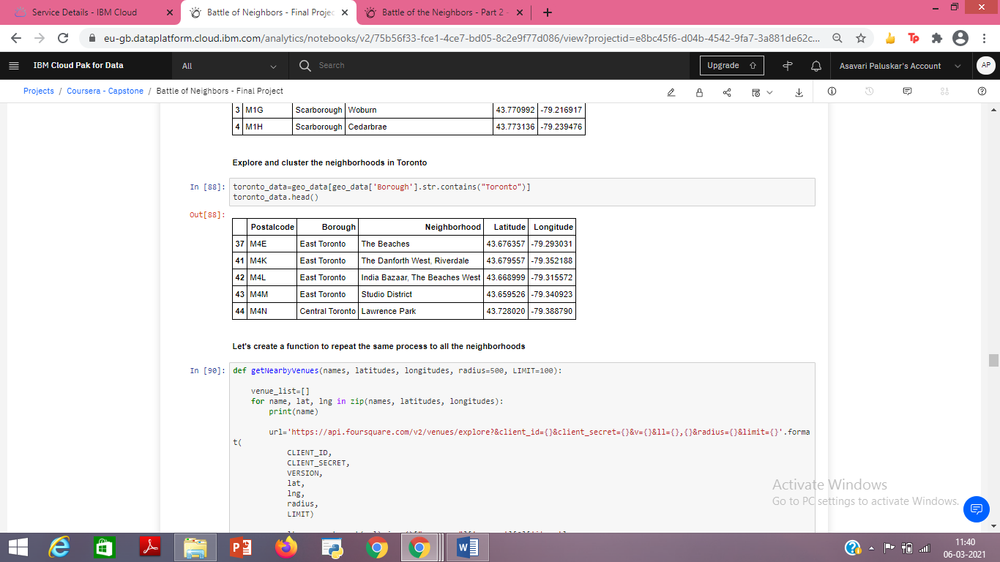 Service Details - IBM Cloud
Battle of Neighbors - Final Projec
Battle of the Neighbors - Part 2 -
eu-gb.dataplatform.cloud.ibm.com/analytics/notebooks/v2/75b56f33-fce1-4ce7-bd05-8c2e9f77d086/view?projectid=e8bc45f6-d04b-4542-9fa7-3a881de62c...
IBM Cloud Pak for Data
All
Search
Upgrade
Asavari Paluskar's Account
AP
Projects / Coursera - Capstone / Battle of Neighbors - Final Project
3 M1G Scarborough Woburn 43.770992 -79.216917
4 M1H Scarborough Cedarbrae 43.773136 -79.239476
Explore and cluster the neighborhoods in Toronto
In [88]: toronto_data=geo_data[geo_data['Borough'].str.contains("Toronto")]
toronto_data.head()
Out[88]:
Postalcode Borough Neighborhood Latitude Longitude
37 M4E East Toronto The Beaches 43.676357 -79.293031
41 M4K East Toronto The Danforth West, Riverdale 43.679557 -79.352188
42 M4L East Toronto India Bazaar, The Beaches West 43.668999 -79.315572
43 M4M East Toronto Studio District 43.659526 -79.340923
44 M4N Central Toronto Lawrence Park 43.728020 -79.388790
Let's create a function to repeat the same process to all the neighborhoods
In [90]: def getNearbyVenues(names, latitudes, longitudes, radius=500, LIMIT=100):
venue_list=[]
for name, lat, lng in zip(names, latitudes, longitudes):
print(name)
url='https://api.foursquare.com/v2/venues/explore?&client_id={}&client_secret={}&v={}&ll={},{}&radius={}&limit={}'.forma
t(
CLIENT_ID,
CLIENT_SECRET,
VERSION,
lat,
lng,
radius,
LIMIT)
Activate Windows
Go to PC settings to activate Windows.
11:40
06-03-2021